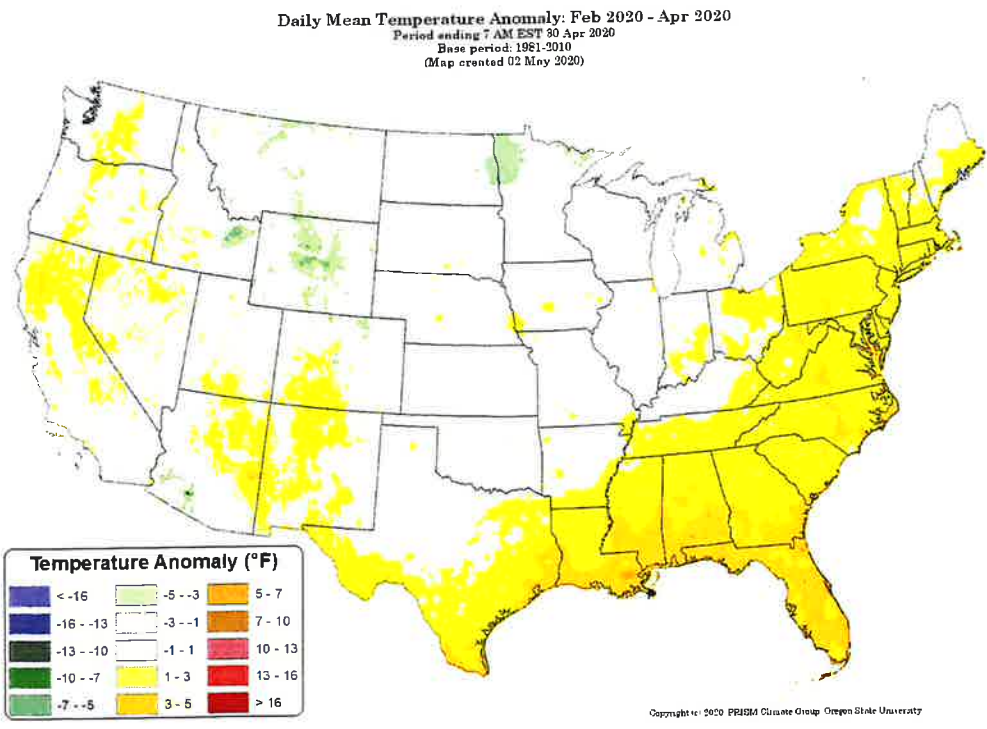 Daily Mean Temperature Anomaly: Feb 2020 - Apr 2020
Period ending 7 AM EST 30 Apr 2020
Base period: 1981-2010
(Map created 02 May 2020)
Temperature Anomaly (°F)
< -16
-5 - -3
5 - 7
-16 - -13
-3 - -1
7 - 10
-13 - -10
-1 - 1
10 - 13
-10 - -7
1 - 3
13 - 16
-7 - -5
3 - 5
> 16
Copyright (c) 2020 PRISM Climate Group Oregon State University